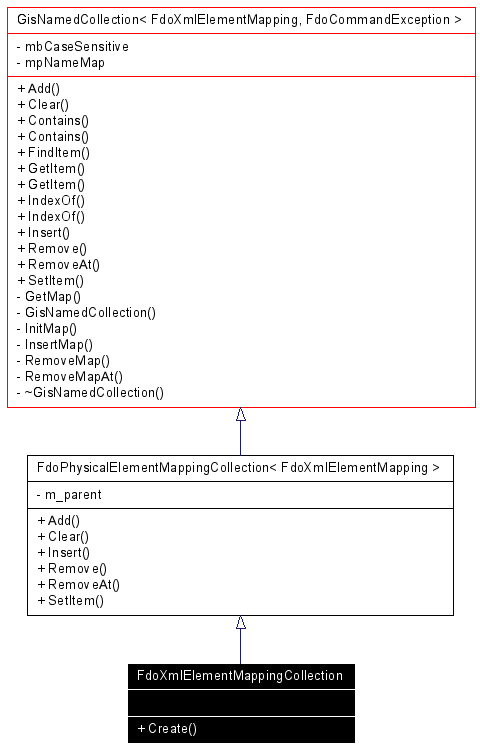 GisNamedCollection< FdoXmlElementMapping, FdoCommandException >
- mbCaseSensitive
- mpNameMap
+ Add()
+ Clear()
+ Contains()
+ Contains()
+ FindItem()
+ GetItem()
+ GetItem()
+ IndexOf()
+ IndexOf()
+ Insert()
+ Remove()
+ RemoveAt()
+ SetItem()
- GetMap()
- GisNamedCollection()
- InitMap()
- InsertMap()
- RemoveMap()
- RemoveMapAt()
- ~GisNamedCollection()
FdoPhysicalElementMappingCollection< FdoXmlElementMapping >
- m_parent
+ Add()
+ Clear()
+ Insert()
+ Remove()
+ RemoveAt()
+ SetItem()
FdoXmlElementMappingCollection
+ Create()